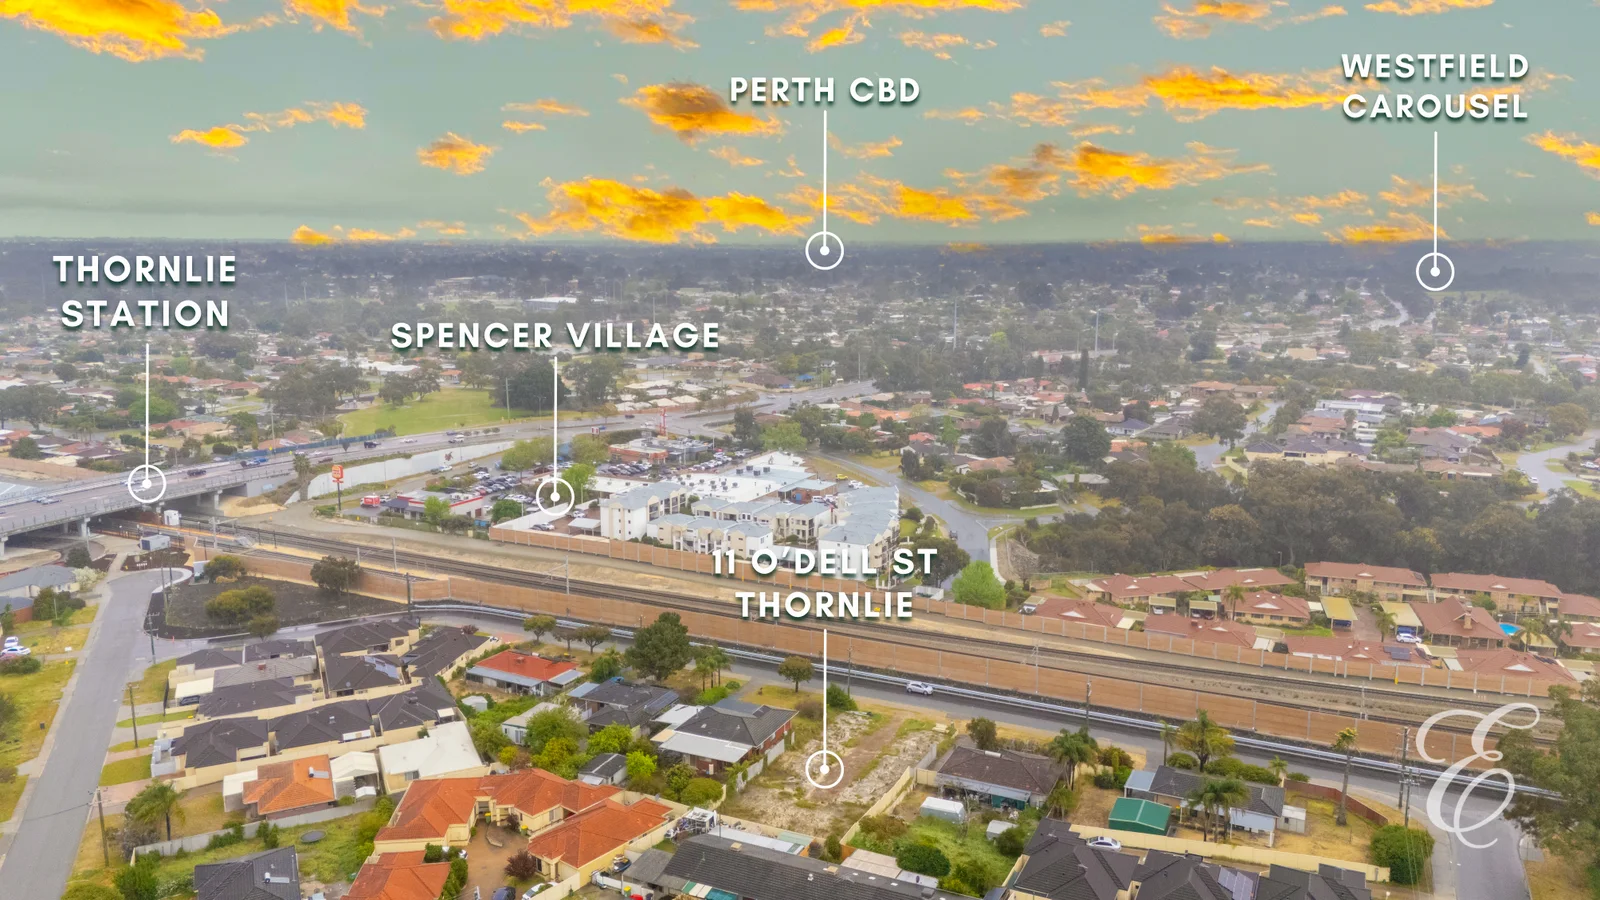 PERTH CBD
WESTFIELD
CAROUSEL
THORNLIE
STATION
SPENCER VILLAGE
11 O'DELL ST
THORNLIE
E